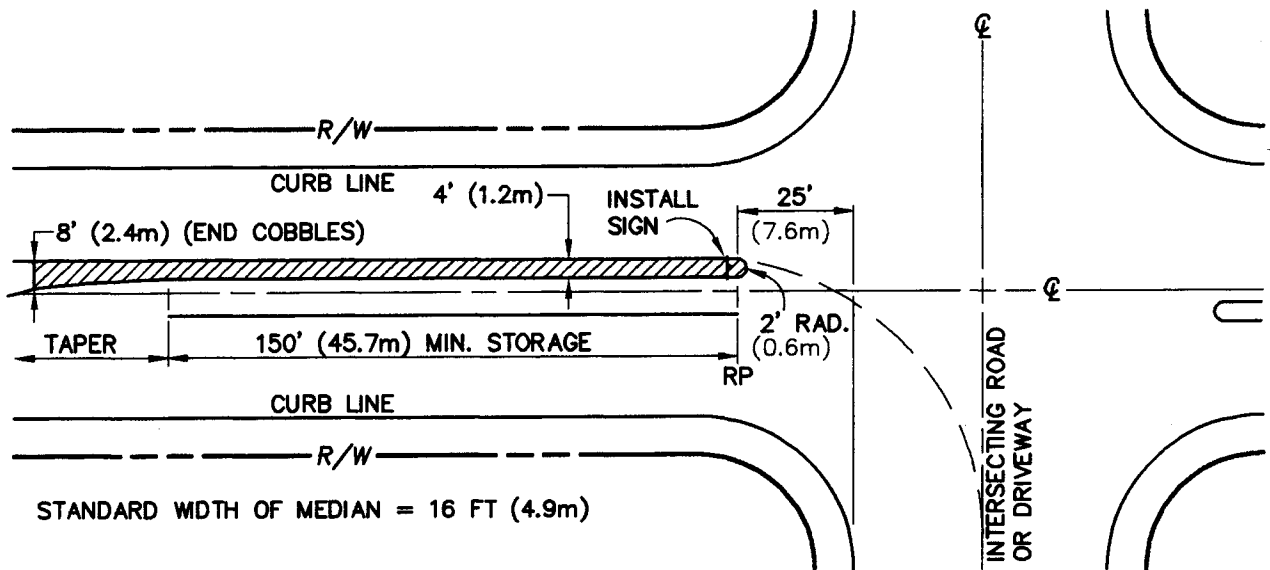 ℄
R/W
CURB LINE
4' (1.2m)
INSTALL
SIGN
25'
(7.6m)
8' (2.4m) (END COBBLES)
℄
TAPER
150' (45.7m) MIN. STORAGE
2' RAD.
(0.6m)
RP
CURB LINE
R/W
INTERSECTING ROAD
OR DRIVEWAY
STANDARD WIDTH OF MEDIAN = 16 FT (4.9m)